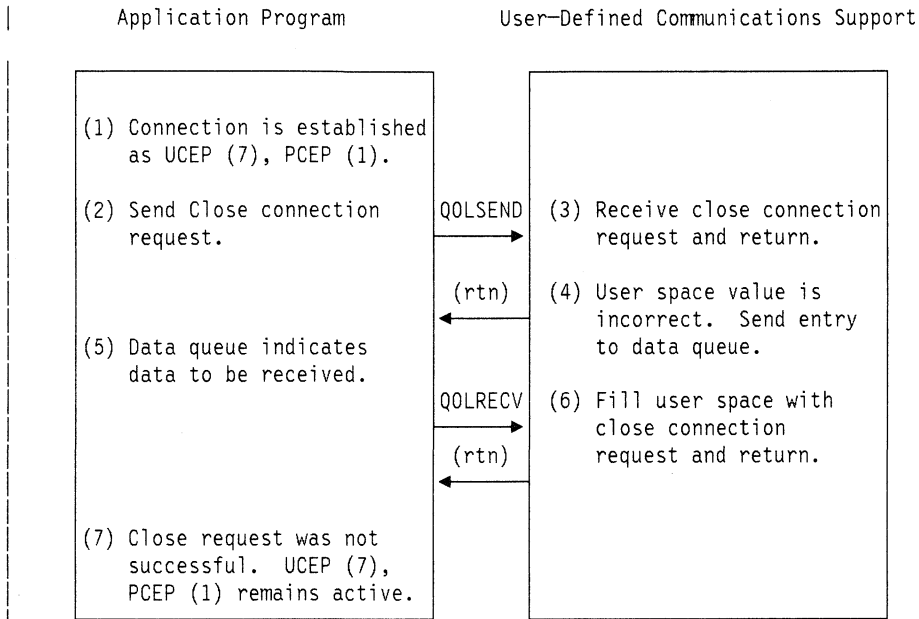 Application Program
User-Defined Communications Support
(1) Connection is established
as UCEP (7), PCEP (1).
(2) Send Close connection
request.
QOLSEND
(3) Receive close connection
request and return.
(rtn)
(4) User space value is
incorrect. Send entry
to data queue.
(5) Data queue indicates
data to be received.
QOLRECV
(6) Fill user space with
close connection
request and return.
(rtn)
(7) Close request was not
successful. UCEP (7),
PCEP (1) remains active.